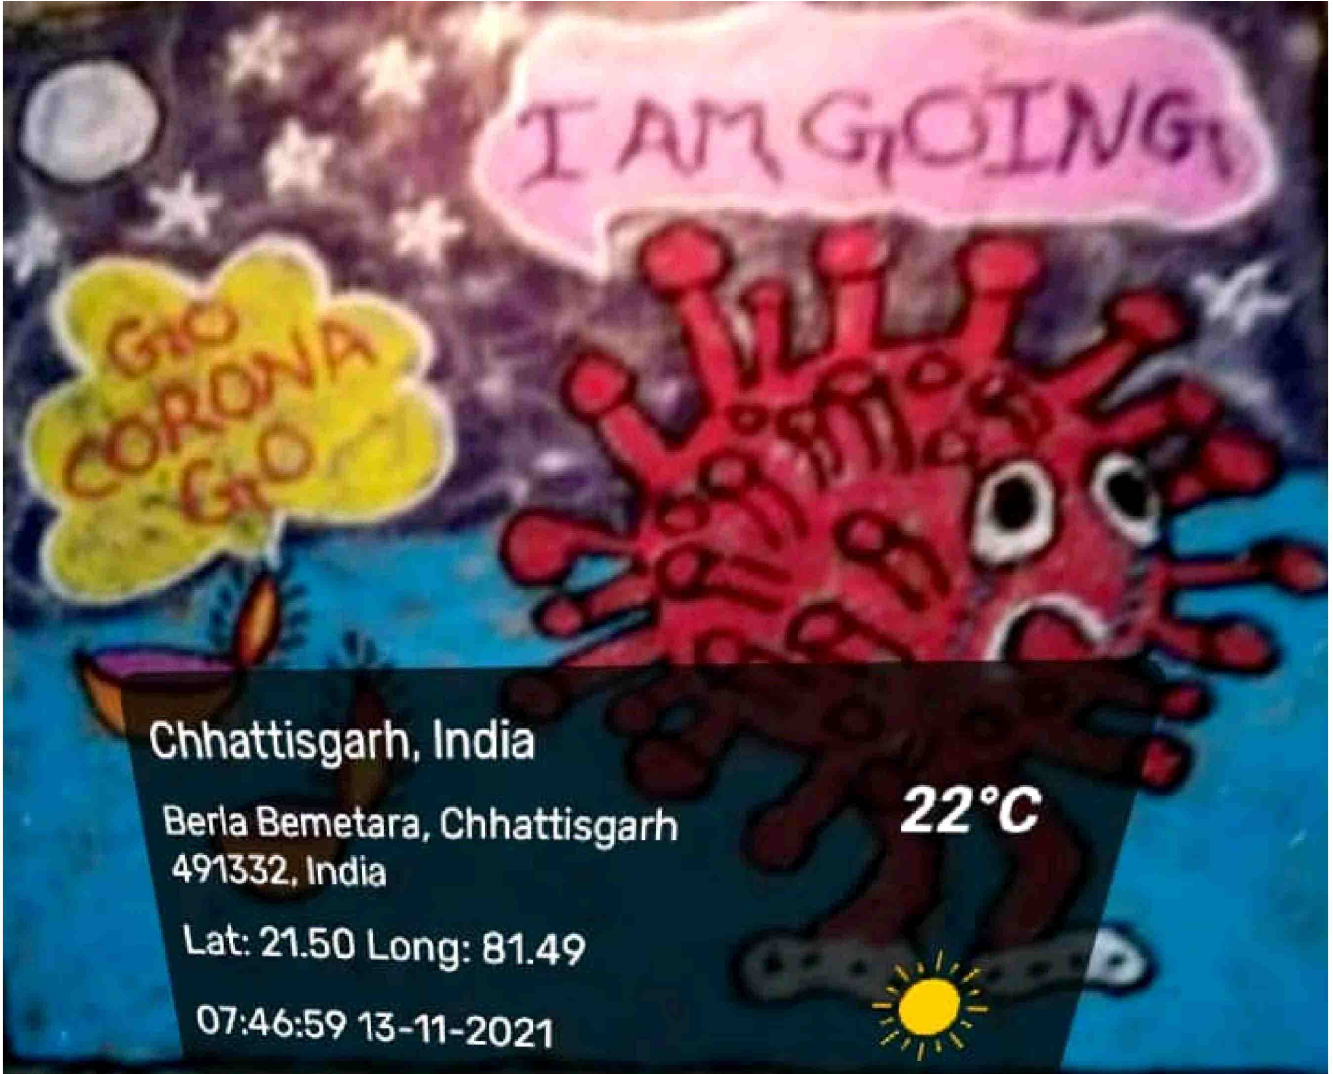 I AM GOING
GO
CORONA
GO
Chhattisgarh, India
Berla Bemetara, Chhattisgarh
491332, India
22°C
Lat: 21.50 Long: 81.49
07:46:59 13-11-2021